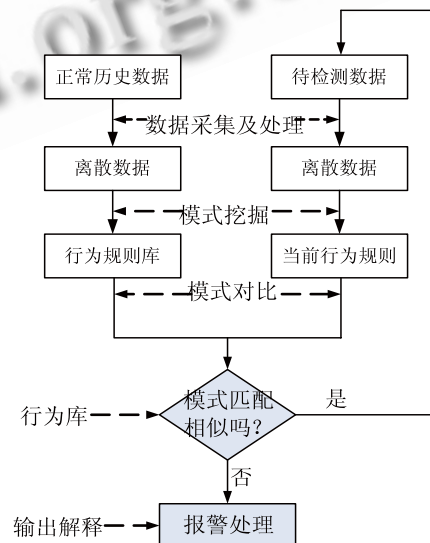 正常历史数据
待检测数据
数据采集及处理
离散数据
离散数据
模式挖掘
行为规则库
当前行为规则
模式对比
模式匹配
相似吗？
是
行为库
否
输出解释
报警处理